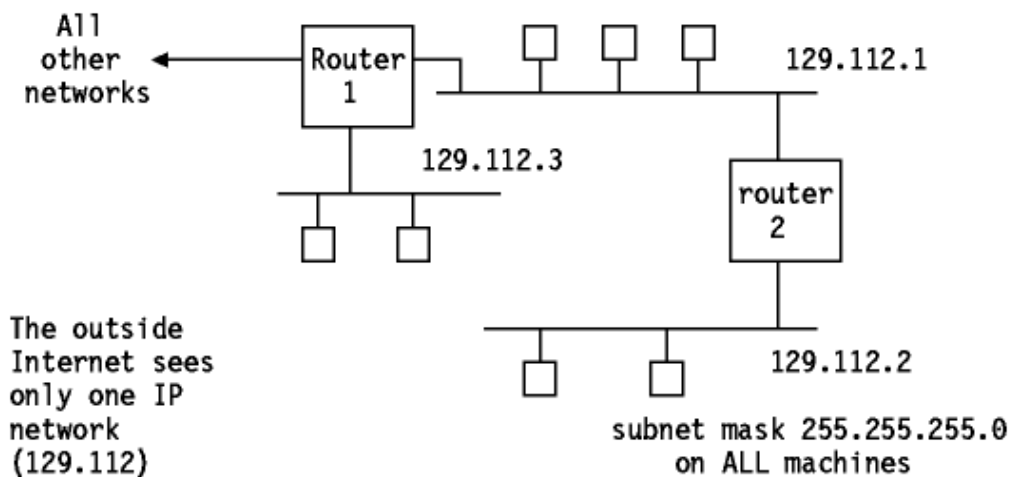 All
other
networks
Router
1
129.112.1
129.112.3
router
2
The outside
Internet sees
only one IP
network
(129.112)
129.112.2
subnet mask 255.255.255.0
on ALL machines